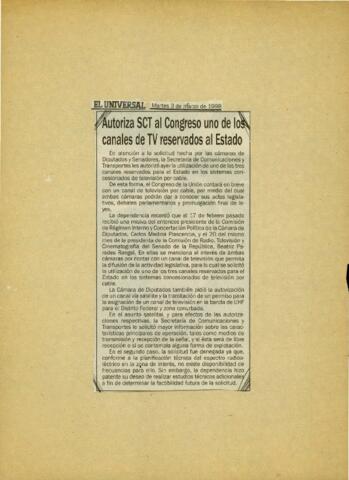 EL UNIVERSAL Martes 3 de marzo de 1998
Autoriza SCT al Congreso uno de los
canales de TV reservados al Estado
En atención a la solicitud hecha por las cámaras de
Diputados y Senadores, la Secretaría de Comunicaciones y
Transportes les autorizó ayer la utilización de uno de los tres
canales reservados para el Estado en los sistemas con-
cesionados de televisión por cable.
De esta forma, el Congreso de la Unión contará en breve
con un canal de televisión por cable, por medio del cual
ambas cámaras podrán dar a conocer sus actos legisla-
tivos, debates parlamentarios y promulgación final de le-
yes.
La dependencia recordó que el 17 de febrero pasado
recibió una misiva del entonces presidente de la Comisión
de Régimen Interno y Concertación Política de la Cámara de
Diputados, Carlos Medina Plascencia, y el 20 del mismo
mes de la presidenta de la Comisión de Radio, Televisión y
Cinematografía del Senado de la República, Beatriz Pa-
redes Rangel. En ellas se menciona el interés de ambas
cámaras por contar con un canal de televisión que permita
la difusión de la actividad legislativa, para lo cual se solicitó
la utilización de uno de los tres canales reservados para el
Estado en los sistemas concesionados de televisión por
cable.
La Cámara de Diputados también pidió la autorización
de un canal vía satélite y la tramitación de un permiso para
la asignación de un canal de televisión en la banda de UHF
para el Distrito Federal y zona conurbada.
En el asunto satelital, y para efectos de las autoriza-
ciones respectivas, la Secretaría de Comunicaciones y
Transportes le solicitó mayor información sobre las carac-
terísticas principales de operación, tales como medios de
transmisión y recepción de la señal, y si ésta será de libre
recepción o si se contempla alguna forma de explotación.
En el segundo caso, la solicitud fue denegada ya que,
conforme a la planificación técnica del espectro radioe-
léctrico en la zona de interés, no existe disponibilidad de
frecuencias para ello. Sin embargo, la dependencia hizo
patente su deseo de realizar estudios técnicos adicionales
a fin de determinar la factibilidad futura de la solicitud.